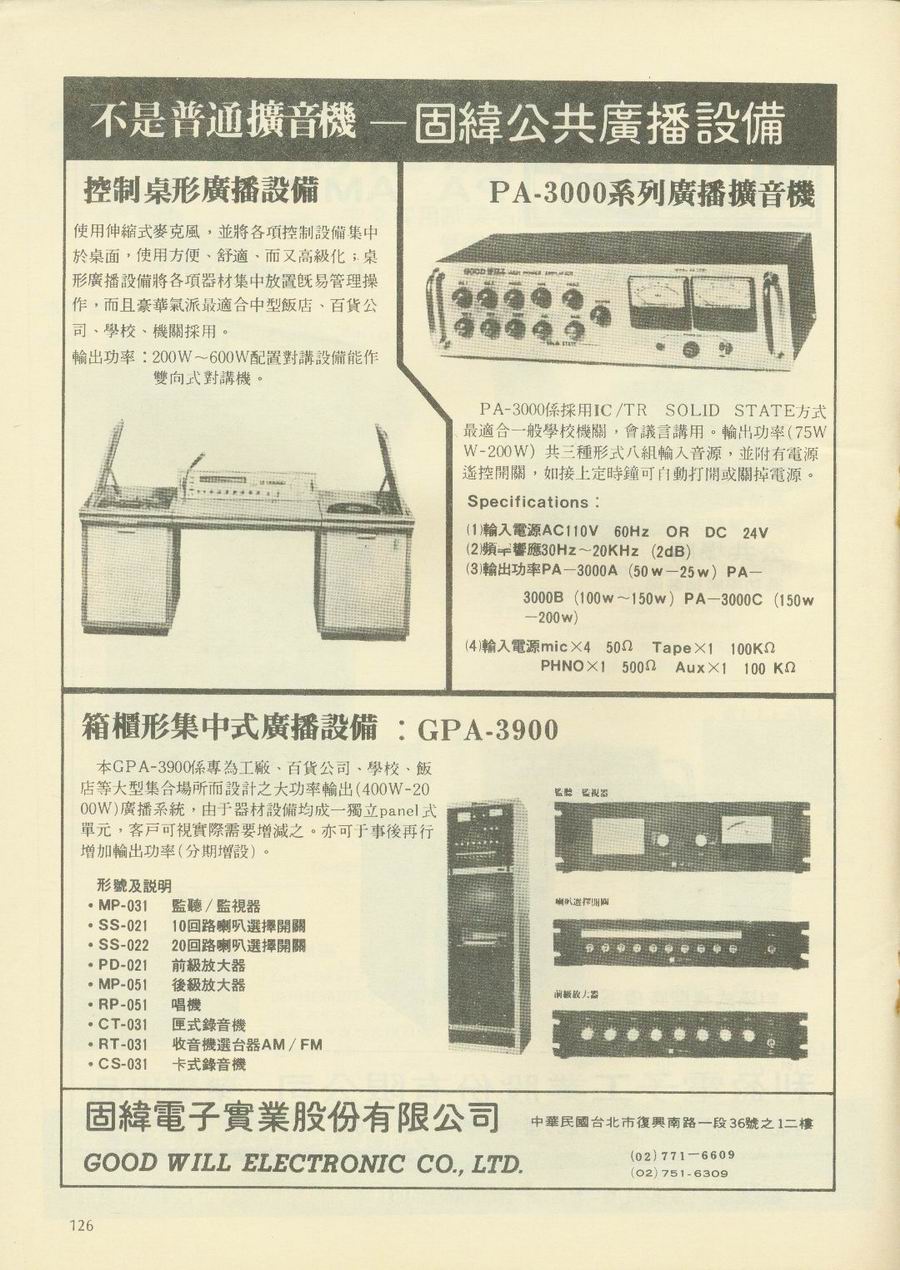 不是普通擴音機—固緯公共廣播設備
控制桌形廣播設備
使用伸縮式麥克風，並將各項控制設備集中
於桌面，使用方便、舒適、而又高級化；桌
形廣播設備將各項器材集中放置既易管理操
作，而且豪華氣派最適合中型飯店、百貨公
司、學校、機關採用。
輸出功率：200W～600W配置對講設備能作
雙向式對講機。
PA-3000系列廣播擴音機
GOOD WILL HIGH POWER AMPLIFIER
SOLID STATE
PA-3000係採用IC/TR SOLID STATE方式
最適合一般學校機關，會議言講用。輸出功率(75W
W-200W) 共三種形式八組輸入音源，並附有電源
遙控開關，如接上定時鐘可自動打開或關掉電源。
Specifications：
(1)輸入電源AC110V 60Hz OR DC 24V
(2)頻率響應30Hz～20KHz (2dB)
(3)輸出功率PA—3000A (50w—25w) PA—
3000B (100w～150w) PA—3000C (150w
—200w)
(4)輸入電源mic×4 50Ω Tape×1 100KΩ
PHNO×1 500Ω Aux×1 100 KΩ
箱櫃形集中式廣播設備：GPA-3900
本GPA-3900係專為工廠、百貨公司、學校、飯
店等大型集合場所而設計之大功率輸出(400W-20
00W)廣播系統，由于器材設備均成一獨立panel式
單元，客戶可視實際需要增減之。亦可于事後再行
增加輸出功率(分期增設)。
形號及説明
•MP-031 監聽/監視器
•SS-021 10回路喇叭選擇開關
•SS-022 20回路喇叭選擇開關
•PD-021 前級放大器
•MP-051 後級放大器
•RP-051 唱機
•CT-031 匣式錄音機
•RT-031 收音機選台器AM/FM
•CS-031 卡式錄音機
監聽 監視器
喇叭選擇開關
前級放大器
固緯電子實業股份有限公司
GOOD WILL ELECTRONIC CO., LTD.
中華民國台北市復興南路一段36號之1二樓
(02)771—6609
(02)751-6309
126